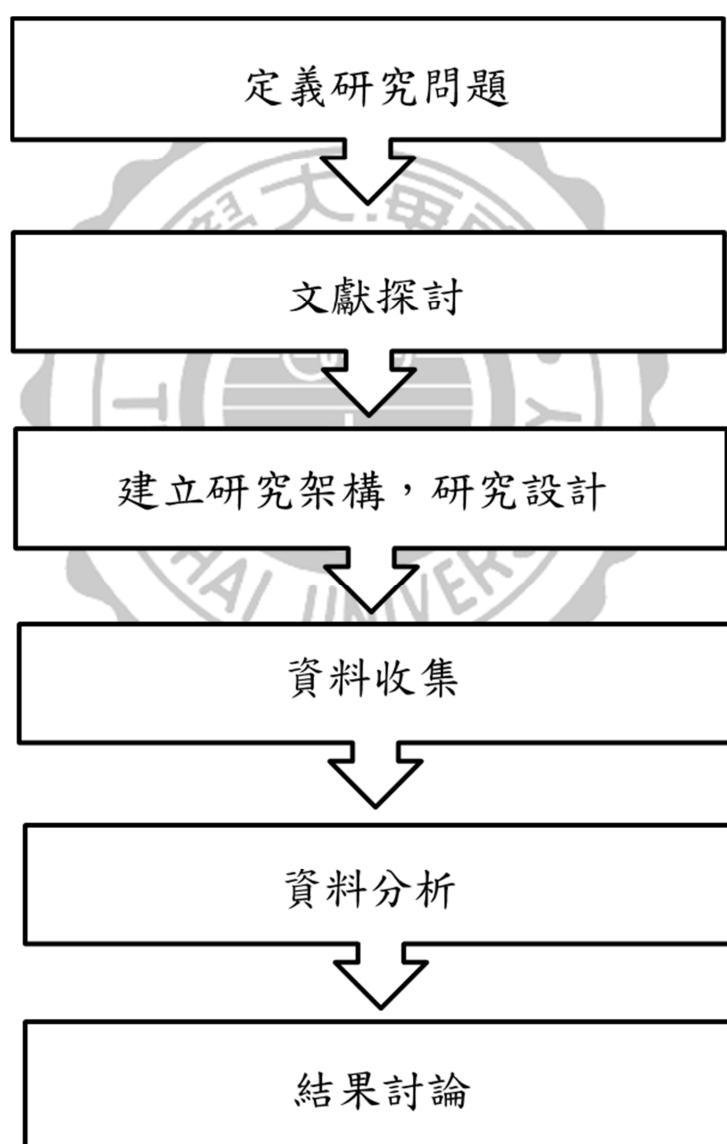 定義研究問題
文獻探討
建立研究架構，研究設計
資料收集
資料分析
結果討論